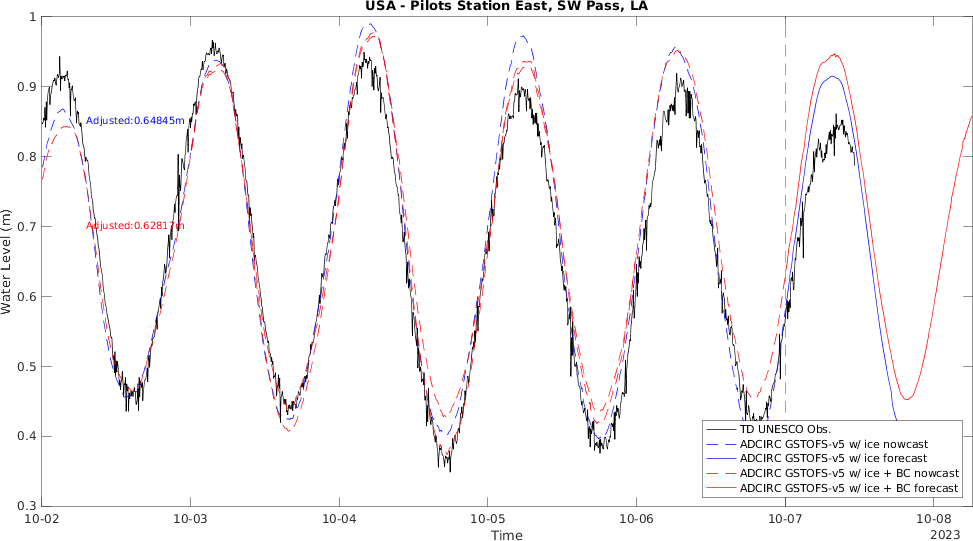 USA - Pilots Station East, SW Pass, LA
1
0.9
0.8
0.7
0.6
0.5
0.4
0.3
Water Level (m)
Adjusted:0.64845m
Adjusted:0.62817m
TD UNESCO Obs.
ADCIRC GSTOFS-v5 w/ ice nowcast
ADCIRC GSTOFS-v5 w/ ice forecast
ADCIRC GSTOFS-v5 w/ ice + BC nowcast
ADCIRC GSTOFS-v5 w/ ice + BC forecast
10-02 10-03 10-04 10-05 10-06 10-07 10-08
Time
2023